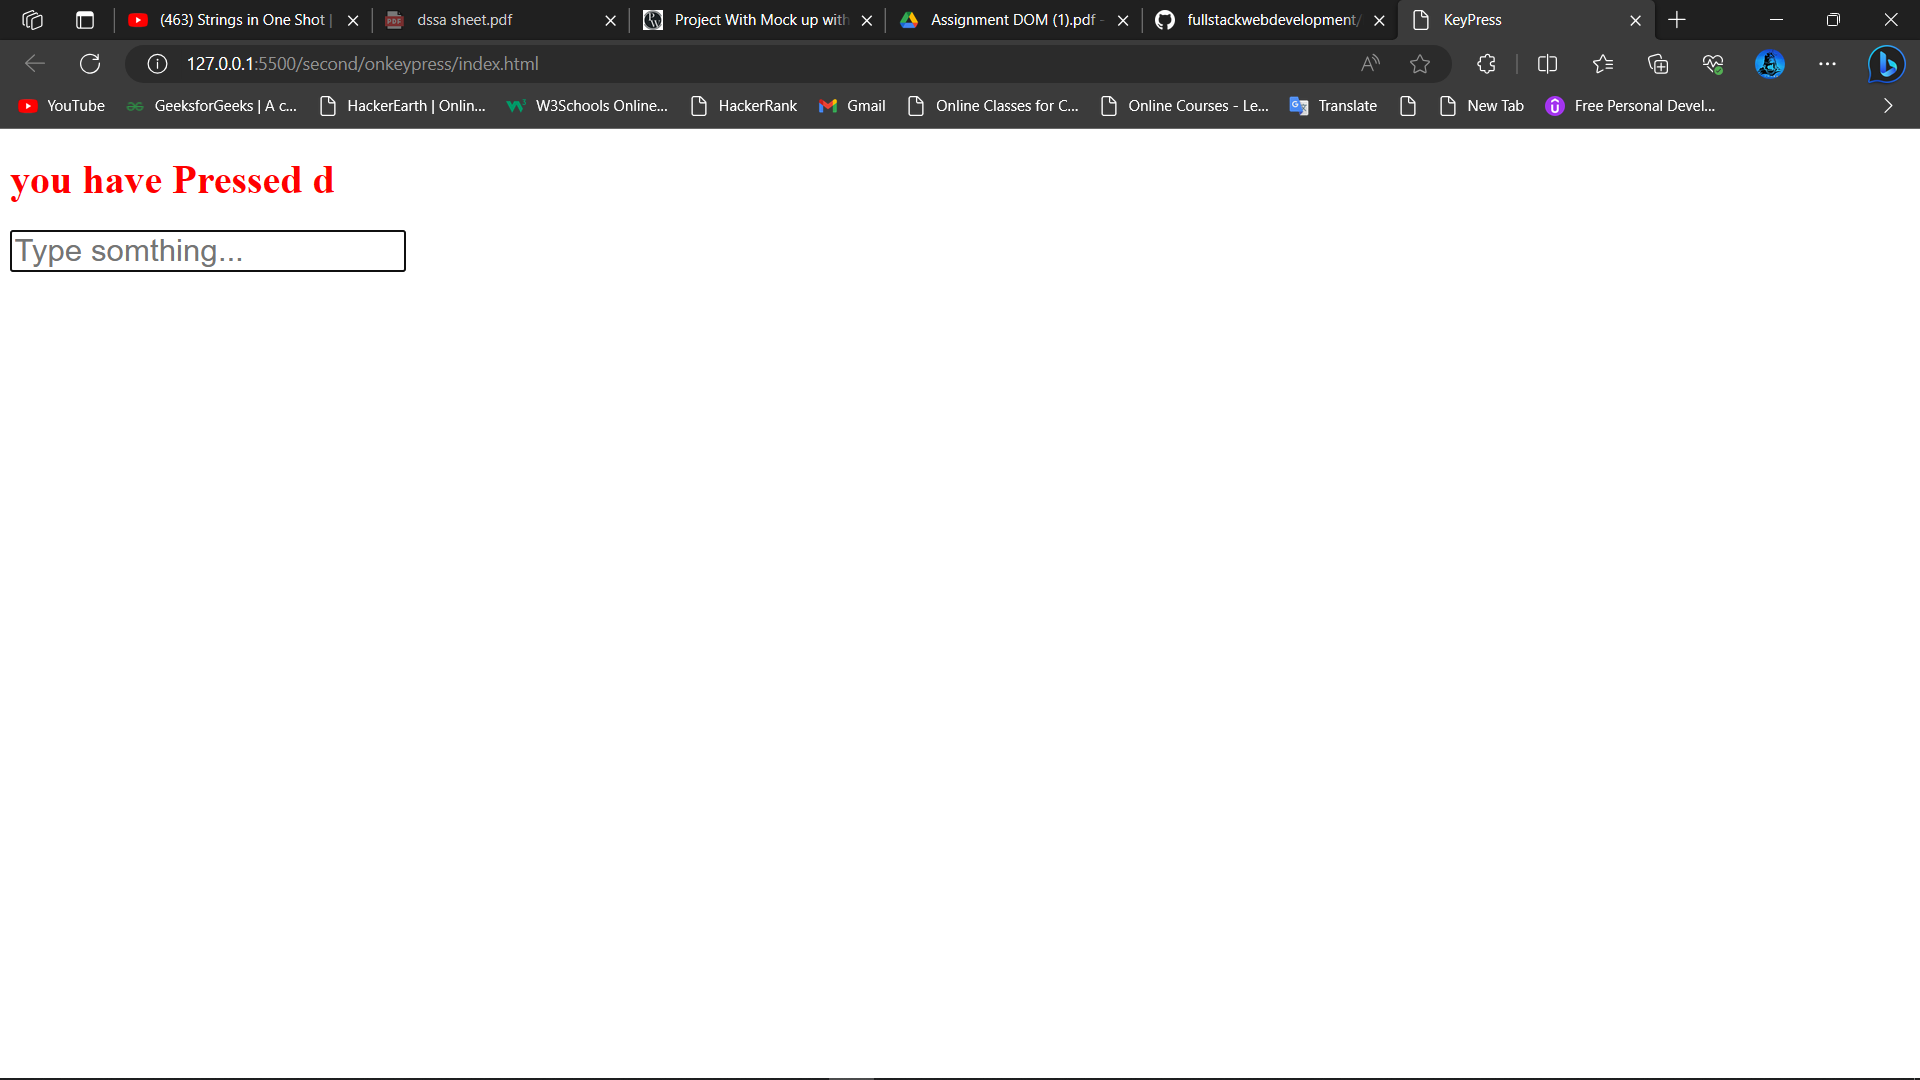 (463) Strings in One Shot |
dssa sheet.pdf
Project With Mock up with
Assignment DOM (1).pdf -
fullstackwebdevelopment/
KeyPress
127.0.0.1:5500/second/onkeypress/index.html
YouTube
GeeksforGeeks | A c...
HackerEarth | Onlin...
W3Schools Online...
HackerRank
Gmail
Online Classes for C...
Online Courses - Le...
Translate
New Tab
Free Personal Devel...
you have Pressed d
Type somthing...